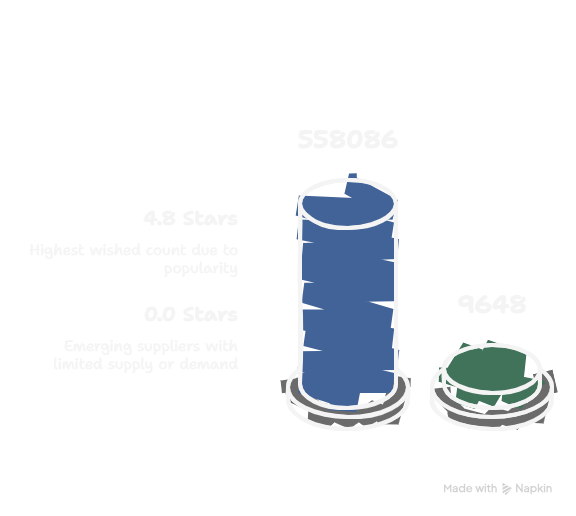 558086
4.8 Stars
Highest wished count due to
popularity
9648
0.0 Stars
Emerging suppliers with
limited supply or demand
Made with Napkin